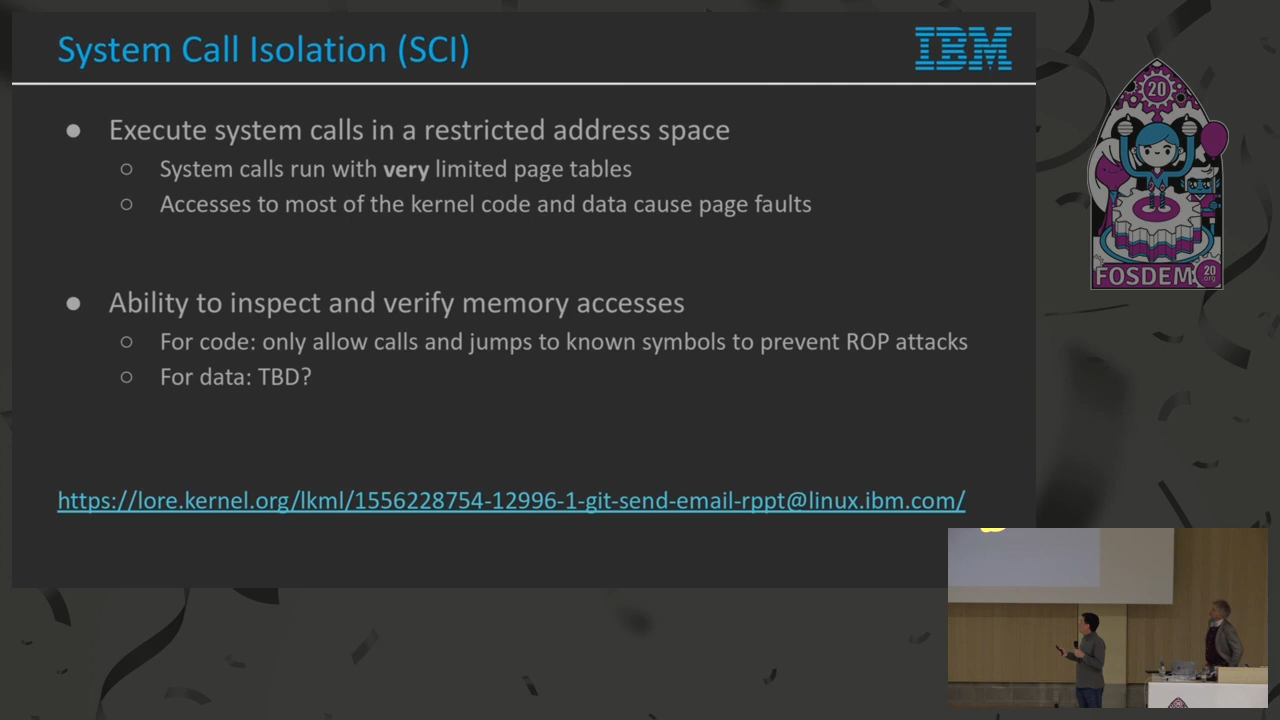 System Call Isolation (SCI)
IBM
● Execute system calls in a restricted address space
○ System calls run with very limited page tables
○ Accesses to most of the kernel code and data cause page faults
● Ability to inspect and verify memory accesses
○ For code: only allow calls and jumps to known symbols to prevent ROP attacks
○ For data: TBD?
https://lore.kernel.org/lkml/1556228754-12996-1-git-send-email-rppt@linux.ibm.com/
20
FOSDEM
20
.org